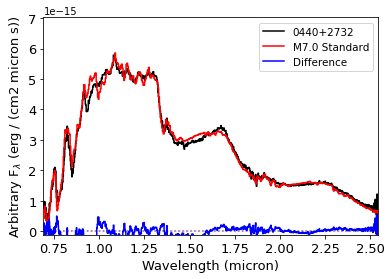 1e−15
7
6
5
4
3
2
1
0
0.75 1.00 1.25 1.50 1.75 2.00 2.25 2.50
Arbitrary Fλ (erg / (cm2 micron s))
Wavelength (micron)
0440+2732
M7.0 Standard
Difference